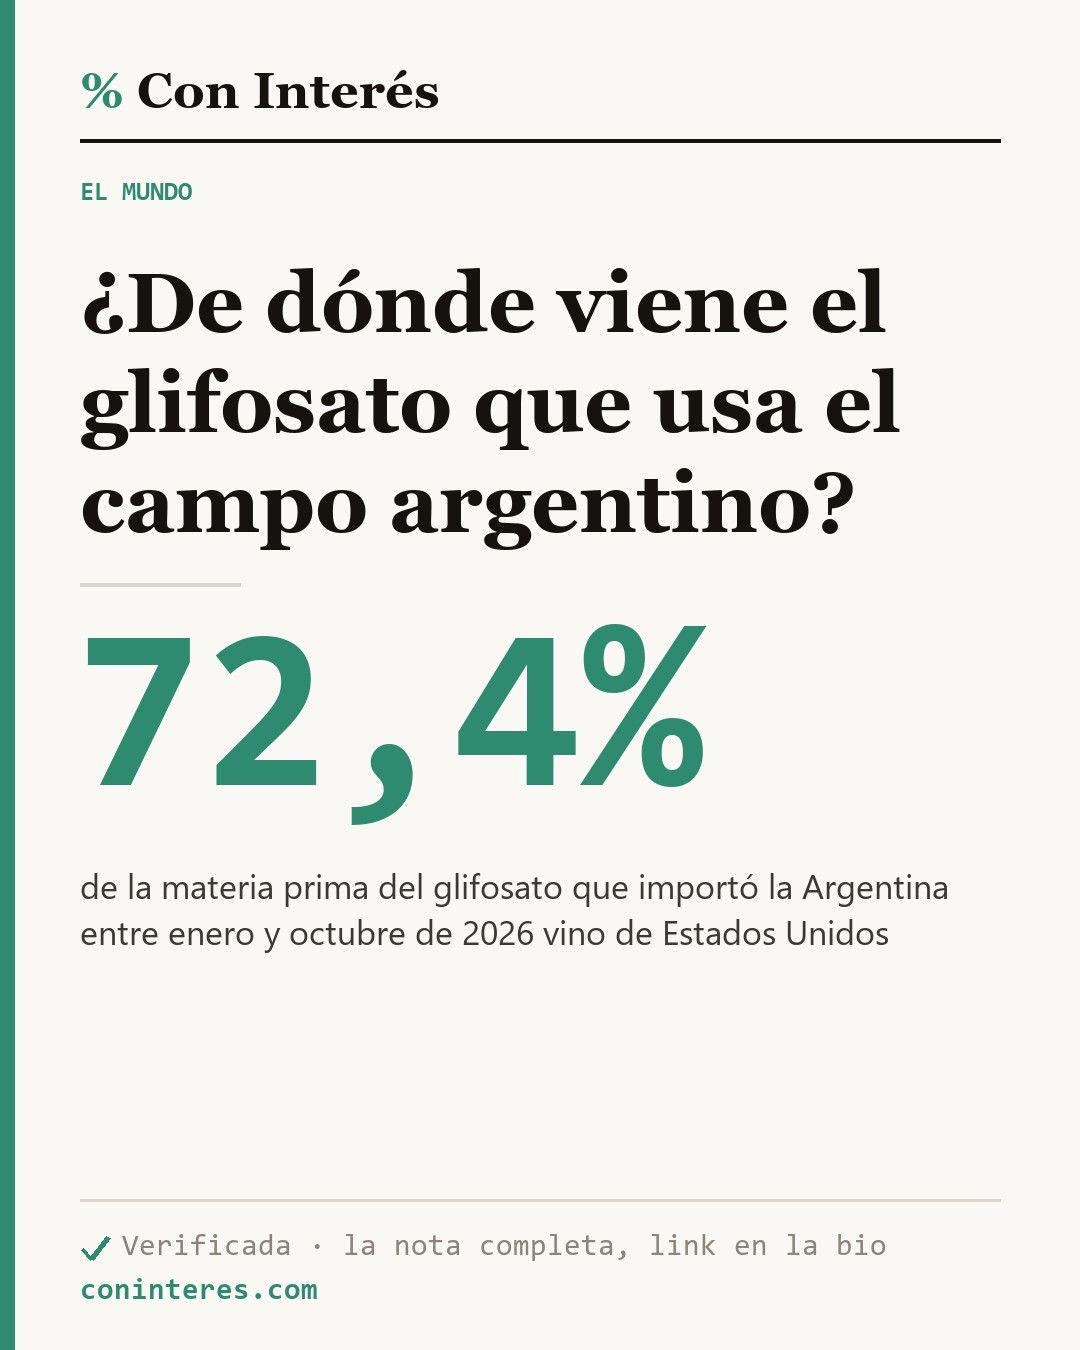 % Con Interés
EL MUNDO
¿De dónde viene el
glifosato que usa el
campo argentino?
72,4%
de la materia prima del glifosato que importó la Argentina
entre enero y octubre de 2026 vino de Estados Unidos
✓ Verificada · la nota completa, link en la bio
coninteres.com